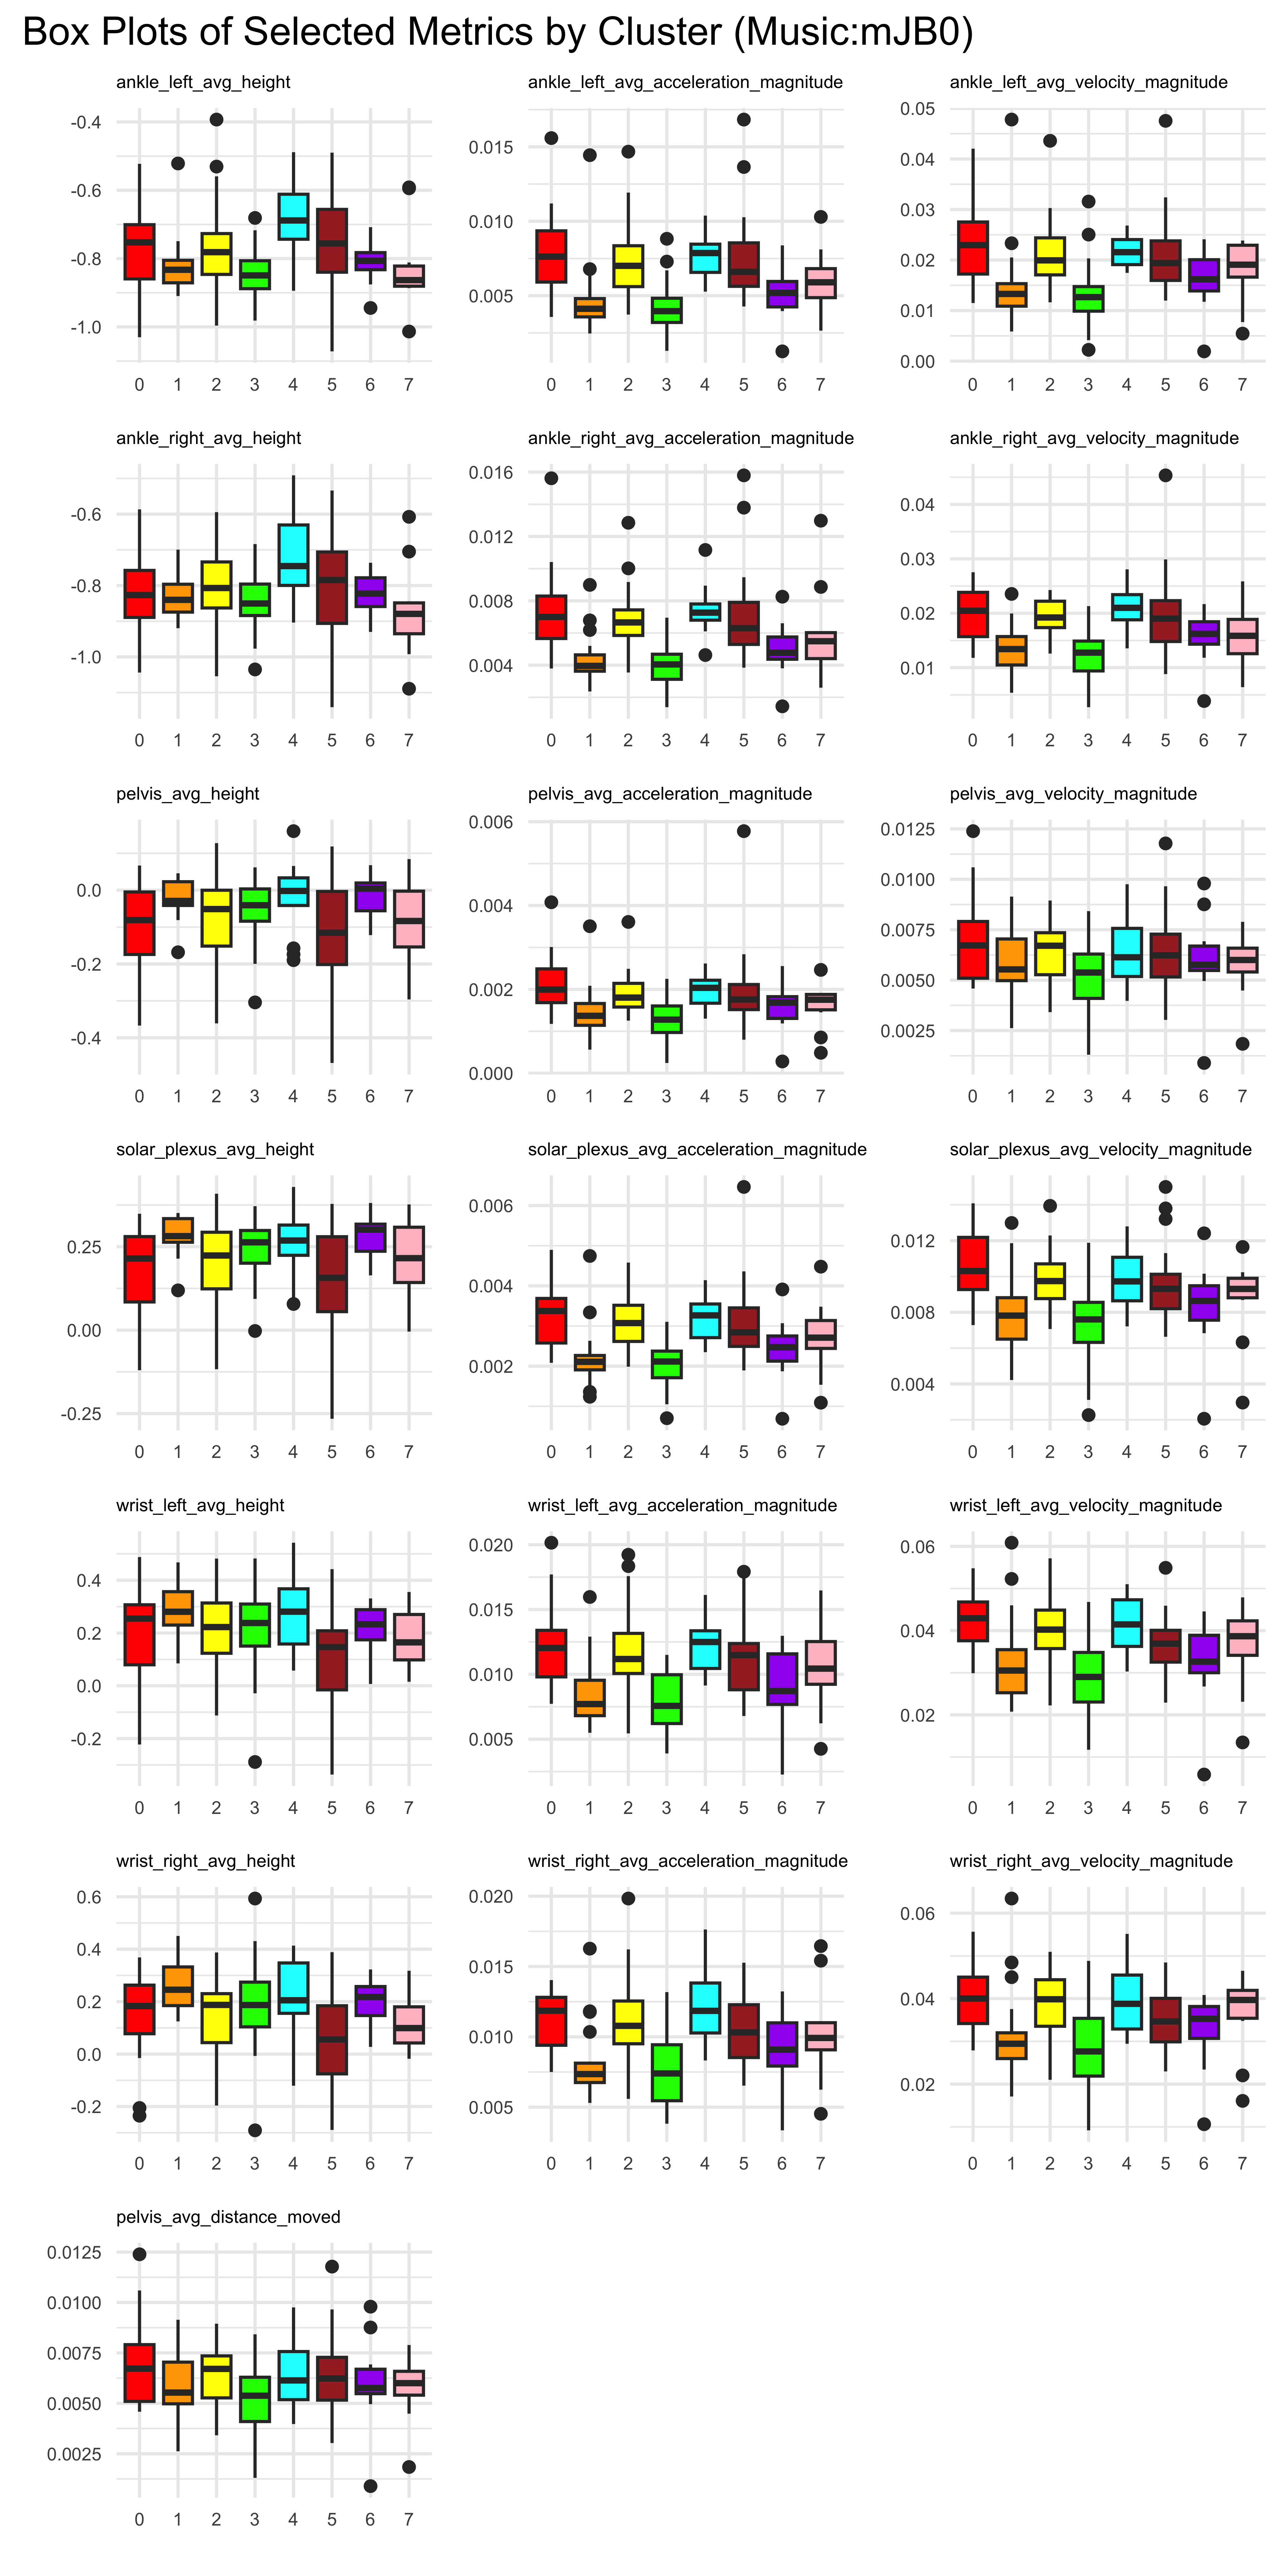 Box Plots of Selected Metrics by Cluster (Music:mJB0)
ankle_left_avg_height ankle_left_avg_acceleration_magnitude ankle_left_avg_velocity_magnitude
-0.4
-0.6
-0.8
-1.0
0 1 2 3 4 5 6 7
0.015
0.010
0.005
0 1 2 3 4 5 6 7
0.05
0.04
0.03
0.02
0.01
0.00
0 1 2 3 4 5 6 7
ankle_right_avg_height ankle_right_avg_acceleration_magnitude ankle_right_avg_velocity_magnitude
-0.6
-0.8
-1.0
0 1 2 3 4 5 6 7
0.016
0.012
0.008
0.004
0 1 2 3 4 5 6 7
0.04
0.03
0.02
0.01
0 1 2 3 4 5 6 7
pelvis_avg_height pelvis_avg_acceleration_magnitude pelvis_avg_velocity_magnitude
0.0
-0.2
-0.4
0 1 2 3 4 5 6 7
0.006
0.004
0.002
0.000
0 1 2 3 4 5 6 7
0.0125
0.0100
0.0075
0.0050
0.0025
0 1 2 3 4 5 6 7
solar_plexus_avg_height solar_plexus_avg_acceleration_magnitude solar_plexus_avg_velocity_magnitude
0.25
0.00
-0.25
0 1 2 3 4 5 6 7
0.006
0.004
0.002
0 1 2 3 4 5 6 7
0.012
0.008
0.004
0 1 2 3 4 5 6 7
wrist_left_avg_height wrist_left_avg_acceleration_magnitude wrist_left_avg_velocity_magnitude
0.4
0.2
0.0
-0.2
0 1 2 3 4 5 6 7
0.020
0.015
0.010
0.005
0 1 2 3 4 5 6 7
0.06
0.04
0.02
0 1 2 3 4 5 6 7
wrist_right_avg_height wrist_right_avg_acceleration_magnitude wrist_right_avg_velocity_magnitude
0.6
0.4
0.2
0.0
-0.2
0 1 2 3 4 5 6 7
0.020
0.015
0.010
0.005
0 1 2 3 4 5 6 7
0.06
0.04
0.02
0 1 2 3 4 5 6 7
pelvis_avg_distance_moved
0.0125
0.0100
0.0075
0.0050
0.0025
0 1 2 3 4 5 6 7